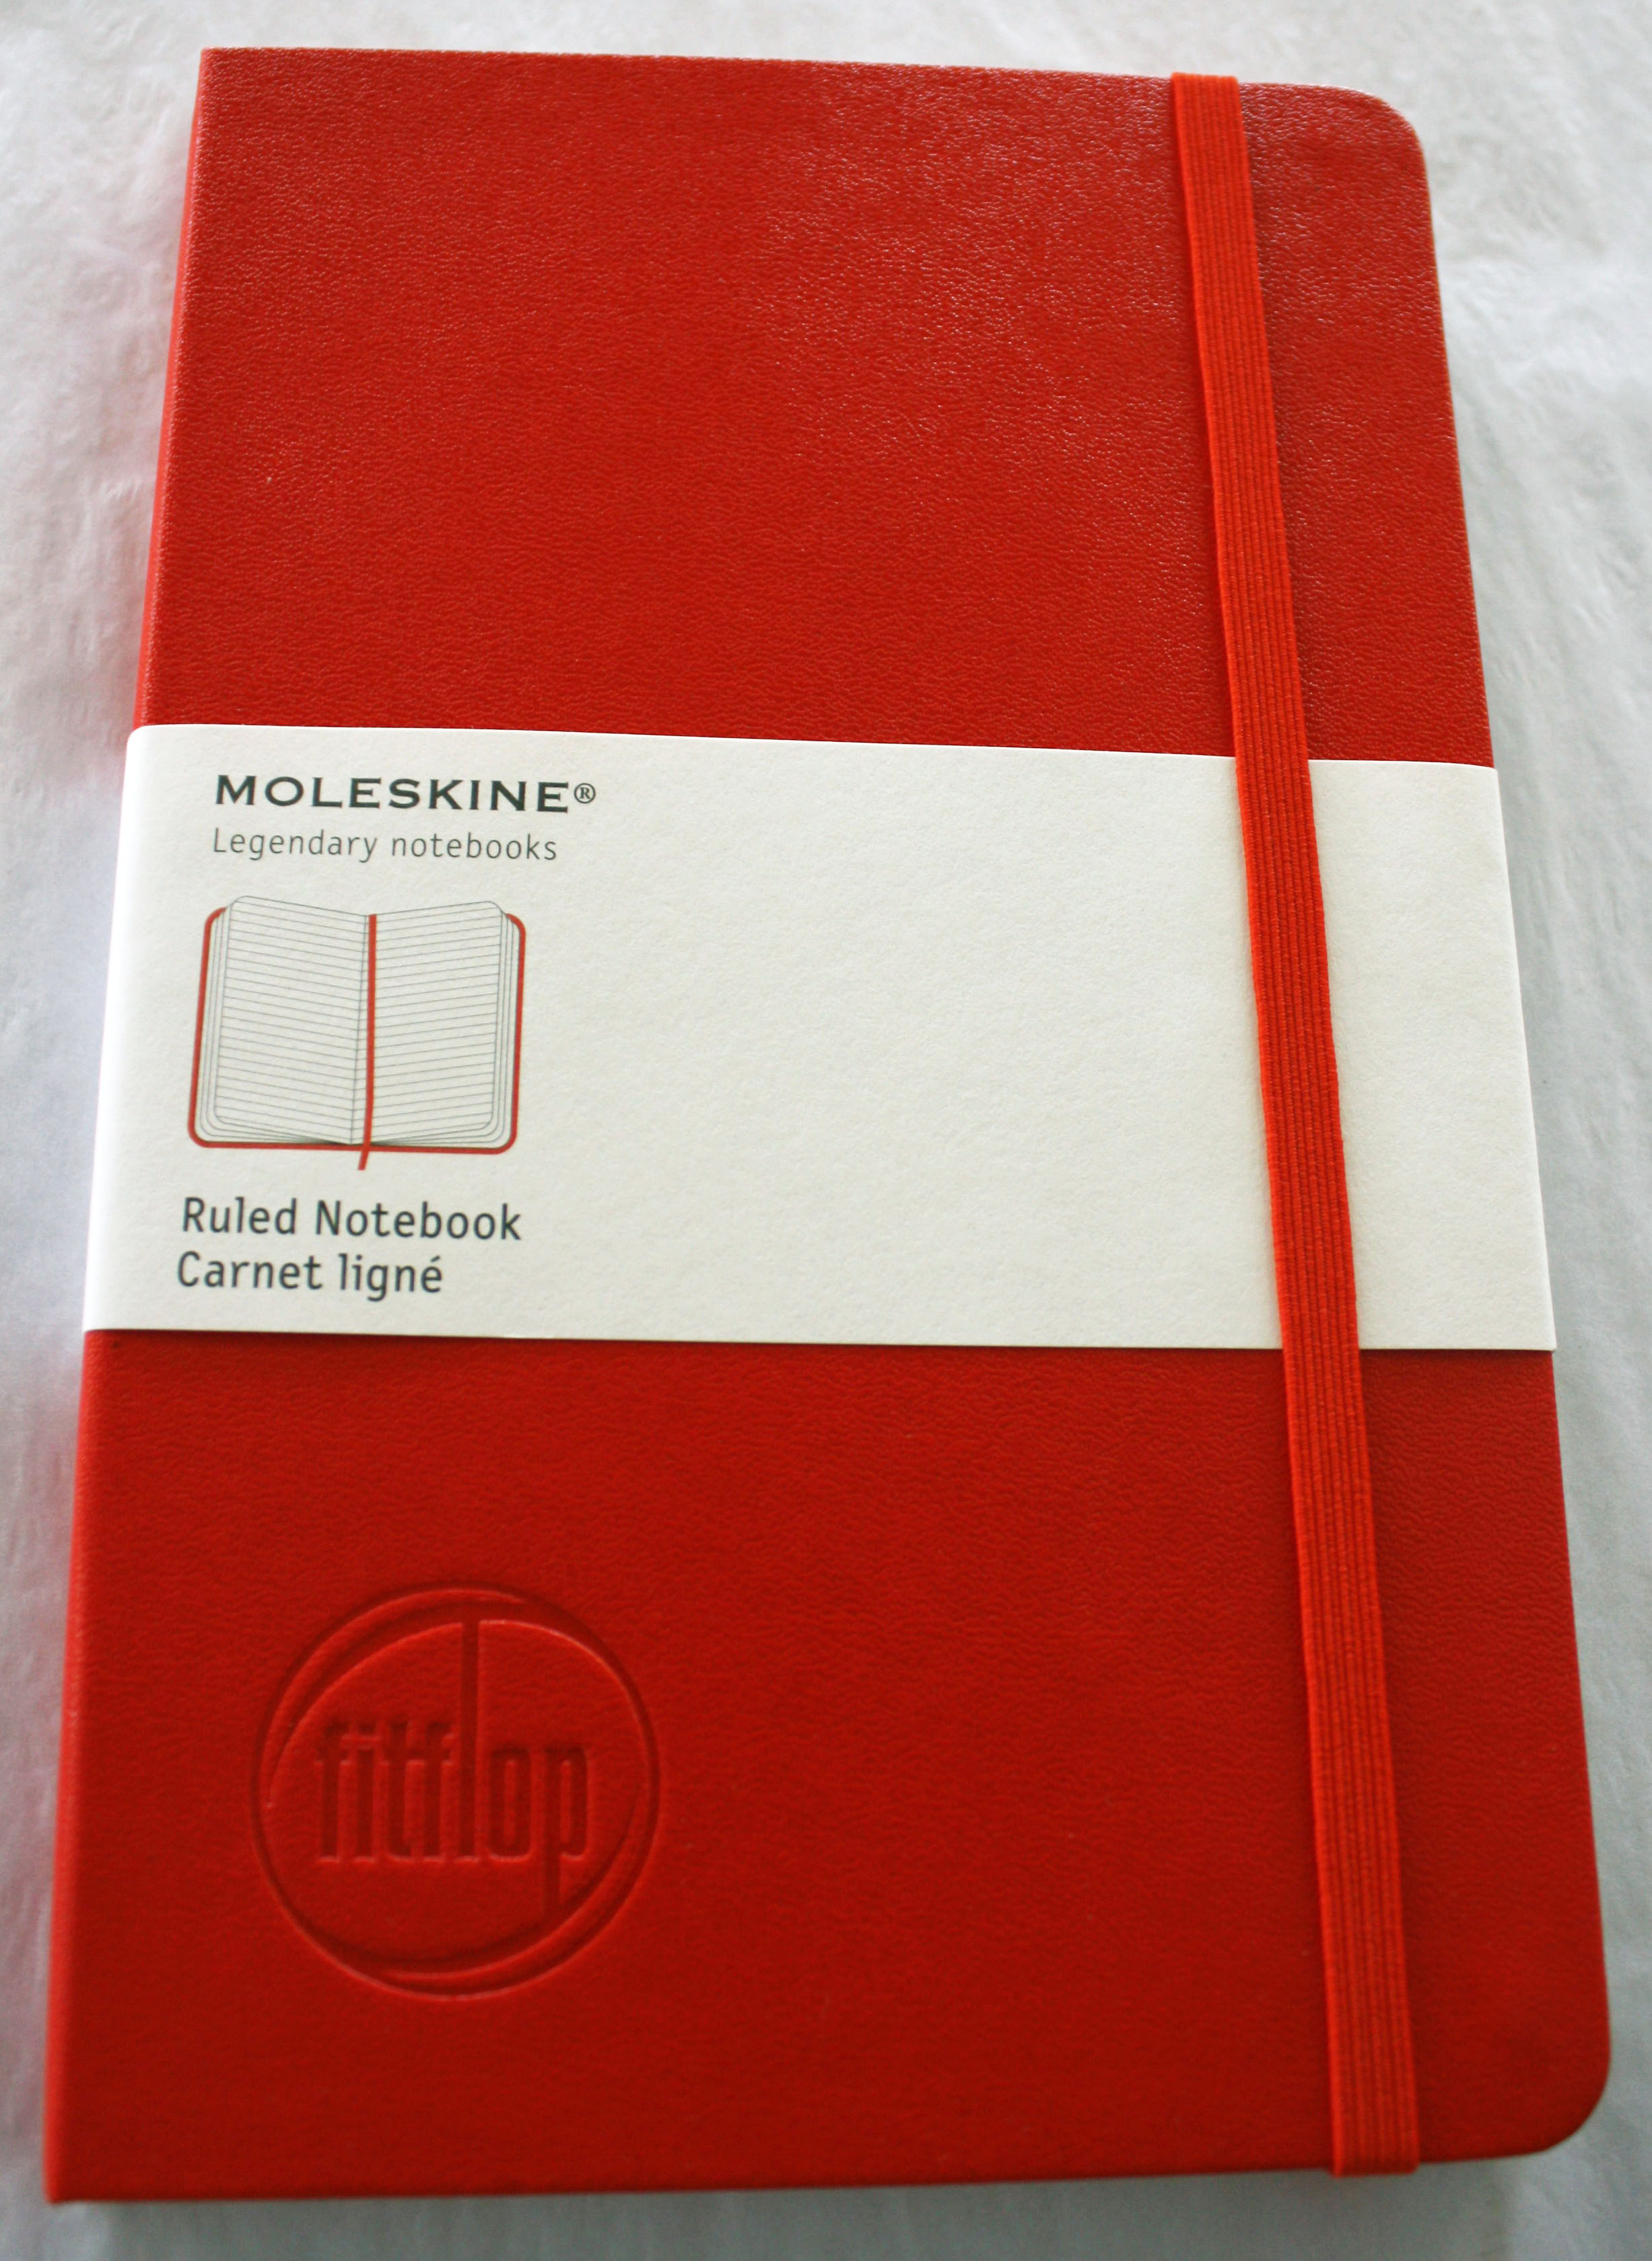 MOLESKINE®
Legendary notebooks
Ruled Notebook
Carnet ligné
fitflop